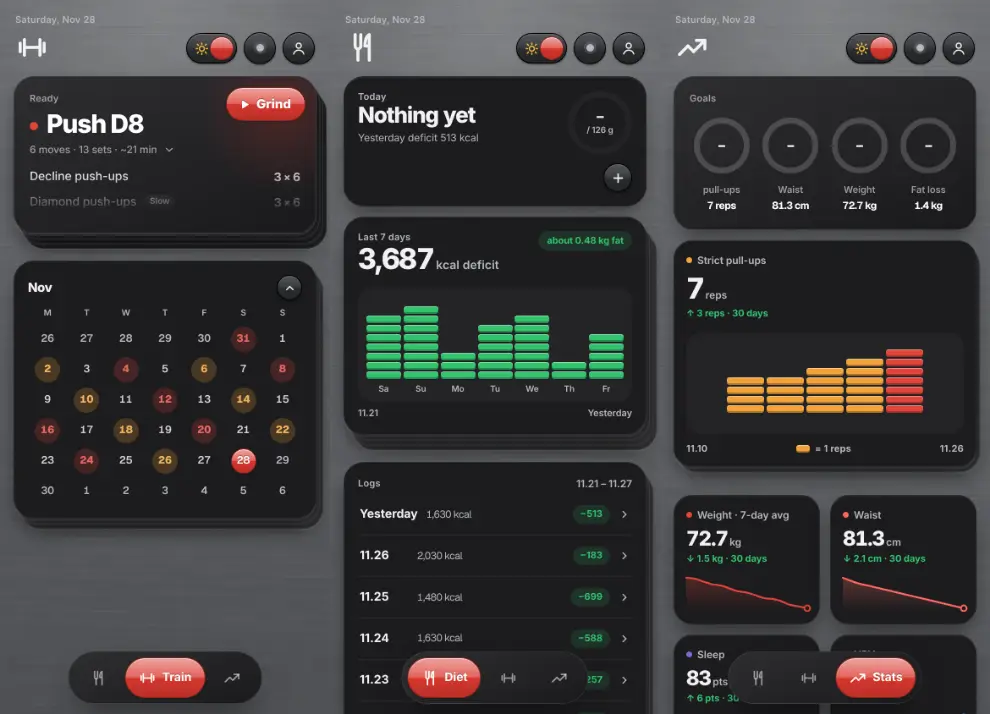 Saturday, Nov 28
Ready
Grind
Push D8
6 moves · 13 sets · ~21 min
Decline push-ups 3 × 6
Diamond push-ups Slow 3 × 6
Nov
M T W T F S S
26 27 28 29 30 31 1
2 3 4 5 6 7 8
9 10 11 12 13 14 15
16 17 18 19 20 21 22
23 24 25 26 27 28 29
30 1 2 3 4 5 6
Train
Saturday, Nov 28
Today
Nothing yet
Yesterday deficit 513 kcal
-
/ 126 g
Last 7 days
about 0.48 kg fat
3,687 kcal deficit
Sa Su Mo Tu We Th Fr
11.21 Yesterday
Logs 11.21 – 11.27
Yesterday 1,630 kcal −513
11.26 2,030 kcal −183
11.25 1,480 kcal −699
11.24 1,630 kcal −588
11.23 257
Diet
Saturday, Nov 28
Goals
- - - -
pull-ups Waist Weight Fat loss
7 reps 81.3 cm 72.7 kg 1.4 kg
Strict pull-ups
7 reps
↑ 3 reps · 30 days
11.10 = 1 reps 11.26
Weight · 7-day avg
72.7 kg
↓ 1.5 kg · 30 days
Waist
81.3 cm
↓ 2.1 cm · 30 days
Sleep
83 pts
↑ 6 pts · 30
Stats